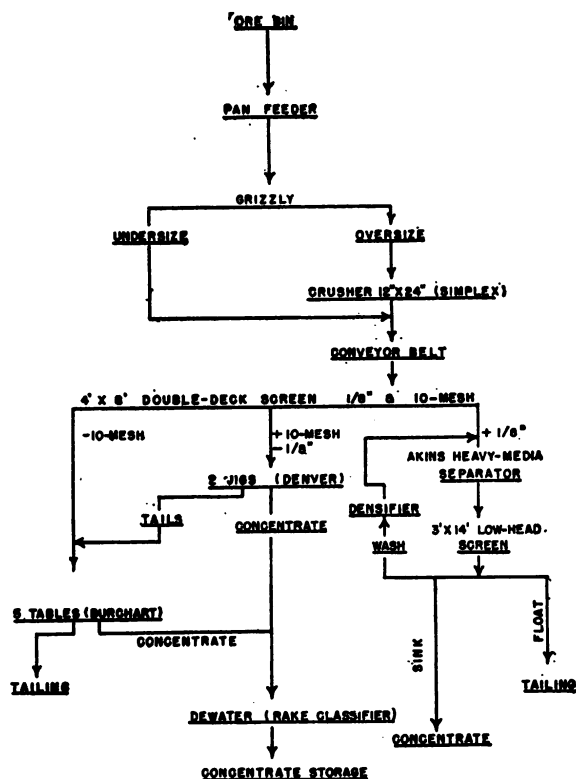 ORE BIN
PAN FEEDER
GRIZZLY
UNDERSIZE
OVERSIZE
CRUSHER 12"X24" (SIMPLEX)
CONVEYOR BELT
4' X 8' DOUBLE-DECK SCREEN 1/8" & 10-MESH
-10-MESH
+10-MESH
-1/8"
+1/8"
AKINS HEAVY-MEDIA
SEPARATOR
2 JIGS (DENVER)
DENSIFIER
TAILS
CONCENTRATE
3'X14' LOW-HEAD
SCREEN
WASH
5 TABLES (BURCHART)
CONCENTRATE
SINK
FLOAT
TAILING
TAILING
DEWATER (RAKE CLASSIFIER)
CONCENTRATE
CONCENTRATE STORAGE